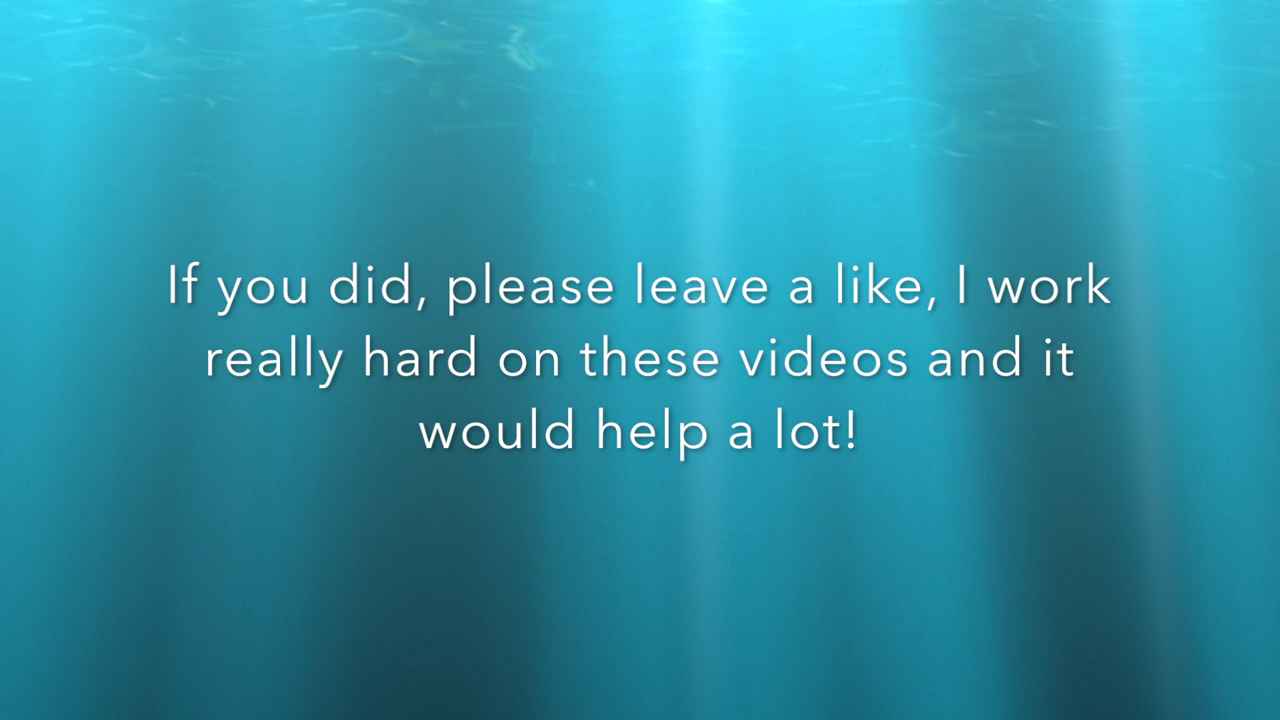 If you did, please leave a like, I work
really hard on these videos and it
would help a lot!